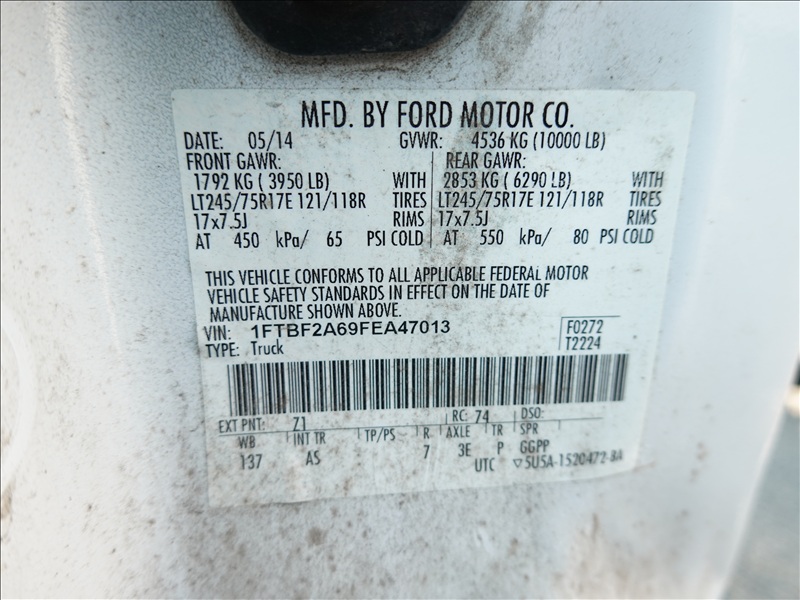 MFD. BY FORD MOTOR CO.
DATE: 05/14 GVWR: 4536 KG (10000 LB)
FRONT GAWR: REAR GAWR:
1792 KG ( 3950 LB) WITH 2853 KG ( 6290 LB) WITH
LT245/75R17E 121/118R TIRES LT245/75R17E 121/118R TIRES
17x7.5J RIMS 17x7.5J RIMS
AT 450 kPa/ 65 PSI COLD AT 550 kPa/ 80 PSI COLD
THIS VEHICLE CONFORMS TO ALL APPLICABLE FEDERAL MOTOR
VEHICLE SAFETY STANDARDS IN EFFECT ON THE DATE OF
MANUFACTURE SHOWN ABOVE.
VIN: 1FTBF2A69FEA47013 F0272
TYPE: Truck T2224
EXT PNT: Z1 RC: 74 DSO:
WB INT TR TP/PS R AXLE TR SPR
137 AS 7 3E P GGPP
UTC ▽5U5A-1520472-BA